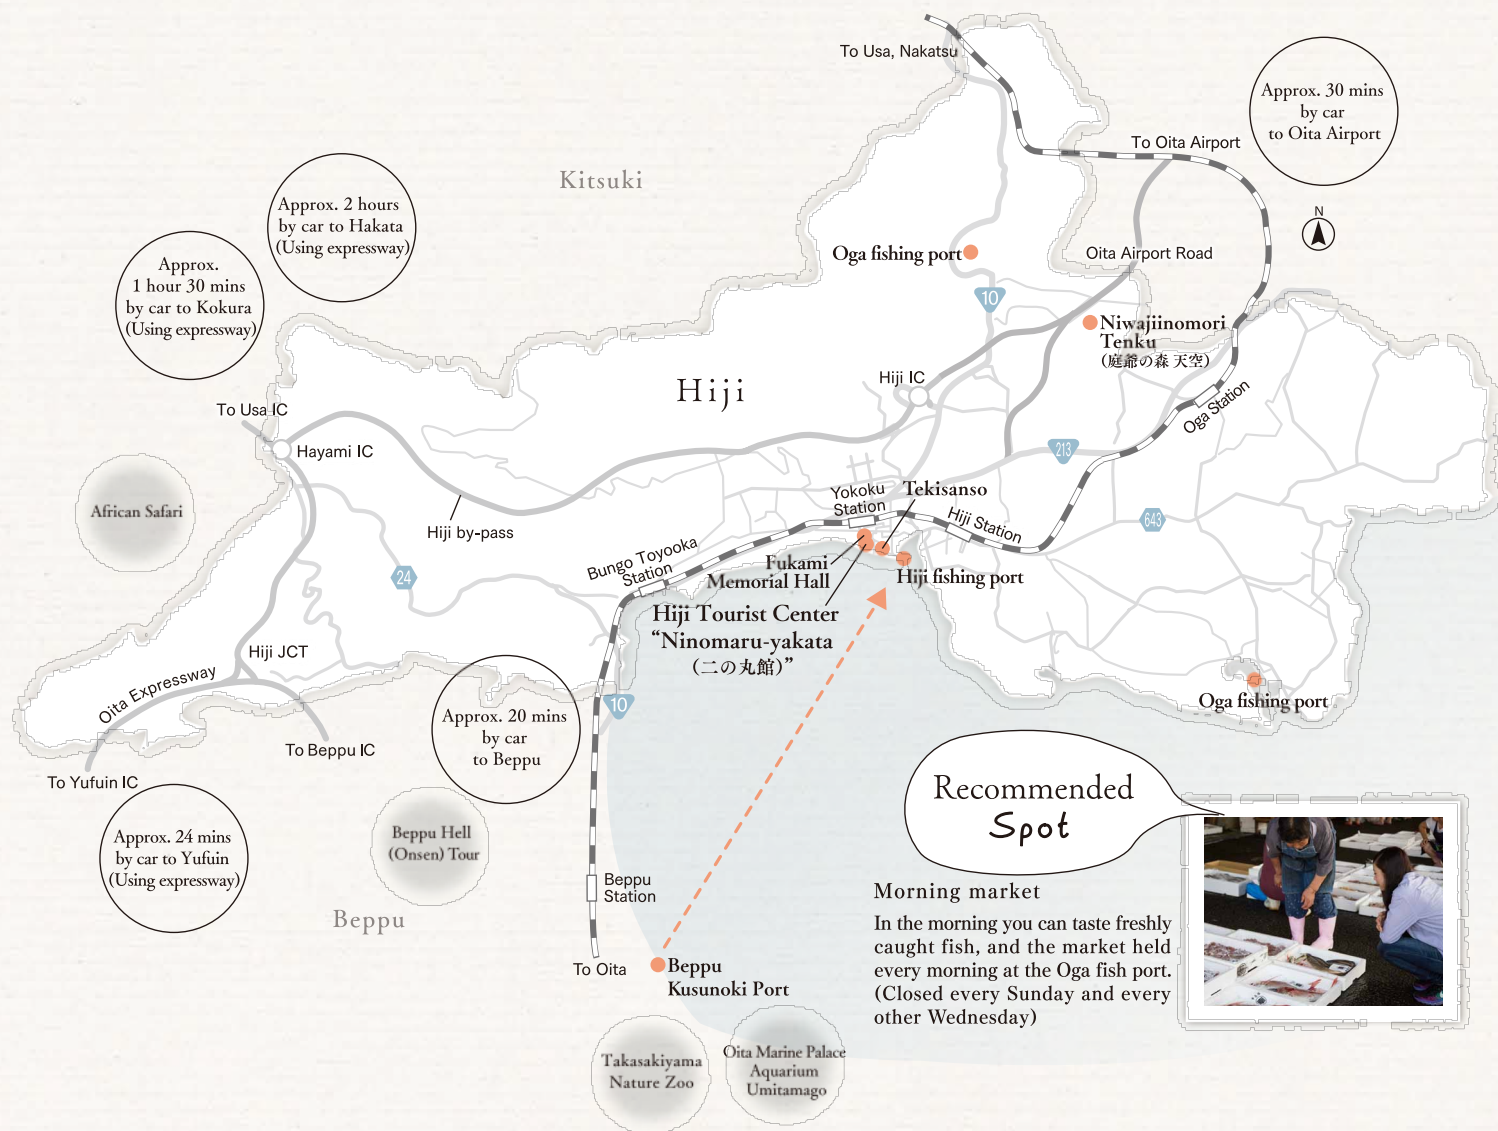 To Usa, Nakatsu
Approx. 30 mins
by car
to Oita Airport
To Oita Airport
Kitsuki
Approx. 2 hours
by car to Hakata
(Using expressway)
N
Approx.
1 hour 30 mins
by car to Kokura
(Using expressway)
Oga fishing port
Oita Airport Road
10
Niwajiinomori
Tenku
(庭爺の森 天空)
Hiji
Hiji IC
Oga Station
To Usa IC
Hayami IC
213
African Safari
Yokoku
Station
Tekisanso
Hiji Station
643
Hiji by-pass
Bungo Toyooka
Station
24
Fukami
Memorial Hall
Hiji fishing port
Hiji Tourist Center
“Ninomaru-yakata
(二の丸館)”
Hiji JCT
Oita Expressway
Oga fishing port
10
Approx. 20 mins
by car
to Beppu
To Beppu IC
To Yufuin IC
Approx. 24 mins
by car to Yufuin
(Using expressway)
Beppu Hell
(Onsen) Tour
Beppu
Beppu
Station
To Oita
Beppu
Kusunoki Port
Recommended
Spot
Morning market
In the morning you can taste freshly
caught fish, and the market held
every morning at the Oga fish port.
(Closed every Sunday and every
other Wednesday)
Takasakiyama
Nature Zoo
Oita Marine Palace
Aquarium
Umitamago